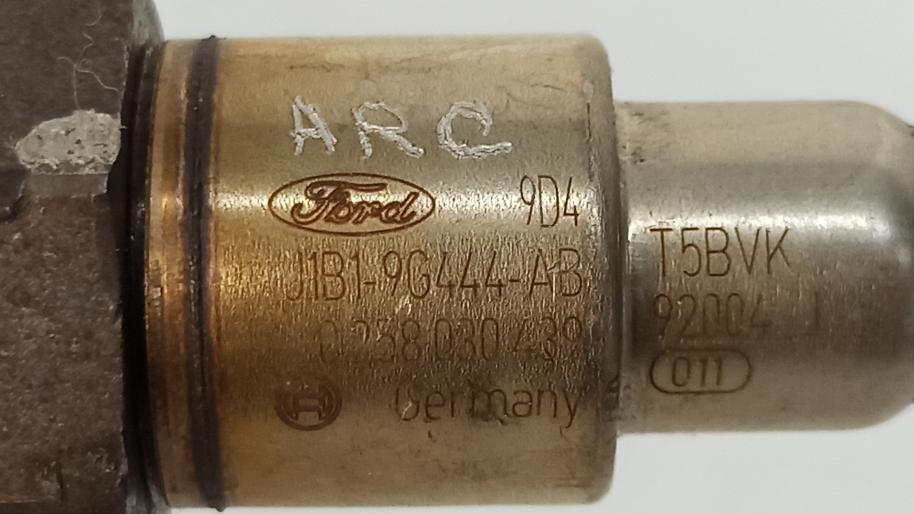 ARC
Ford 9D4
J1B1-9G444-AB
0 258 030 439
Germany
T5BVK
92004 J
011